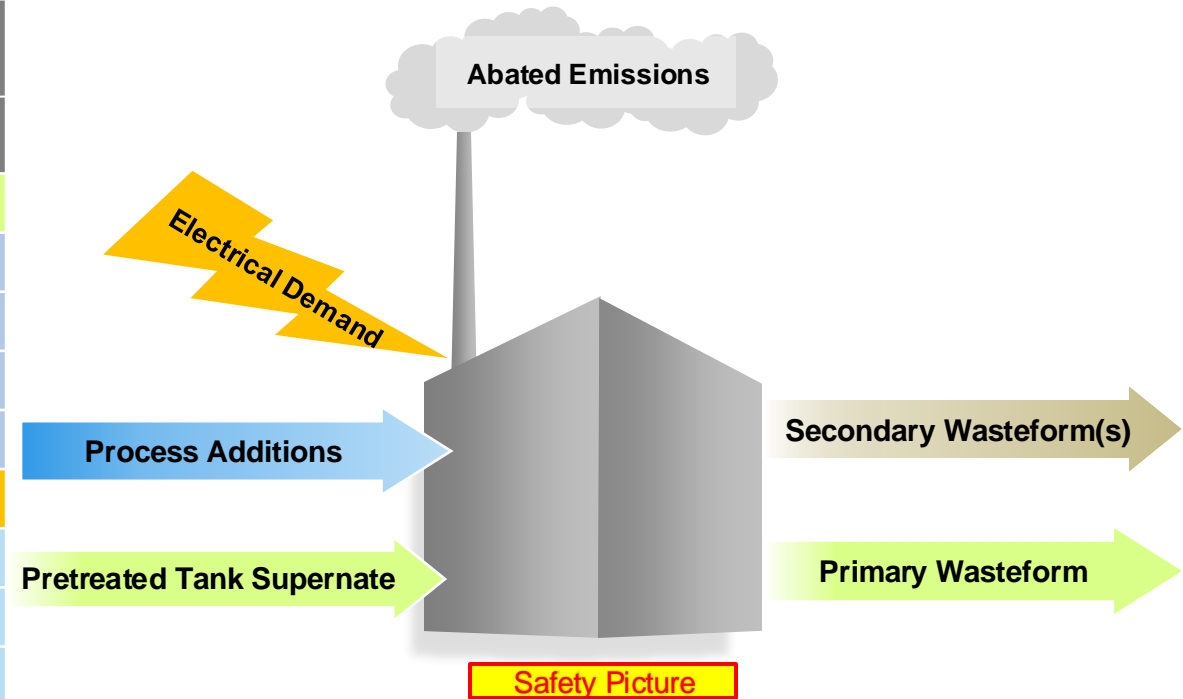 Abated Emissions
Electrical Demand
Process Additions
Secondary Wasteform(s)
Pretreated Tank Supernate
Primary Wasteform
Safety Picture